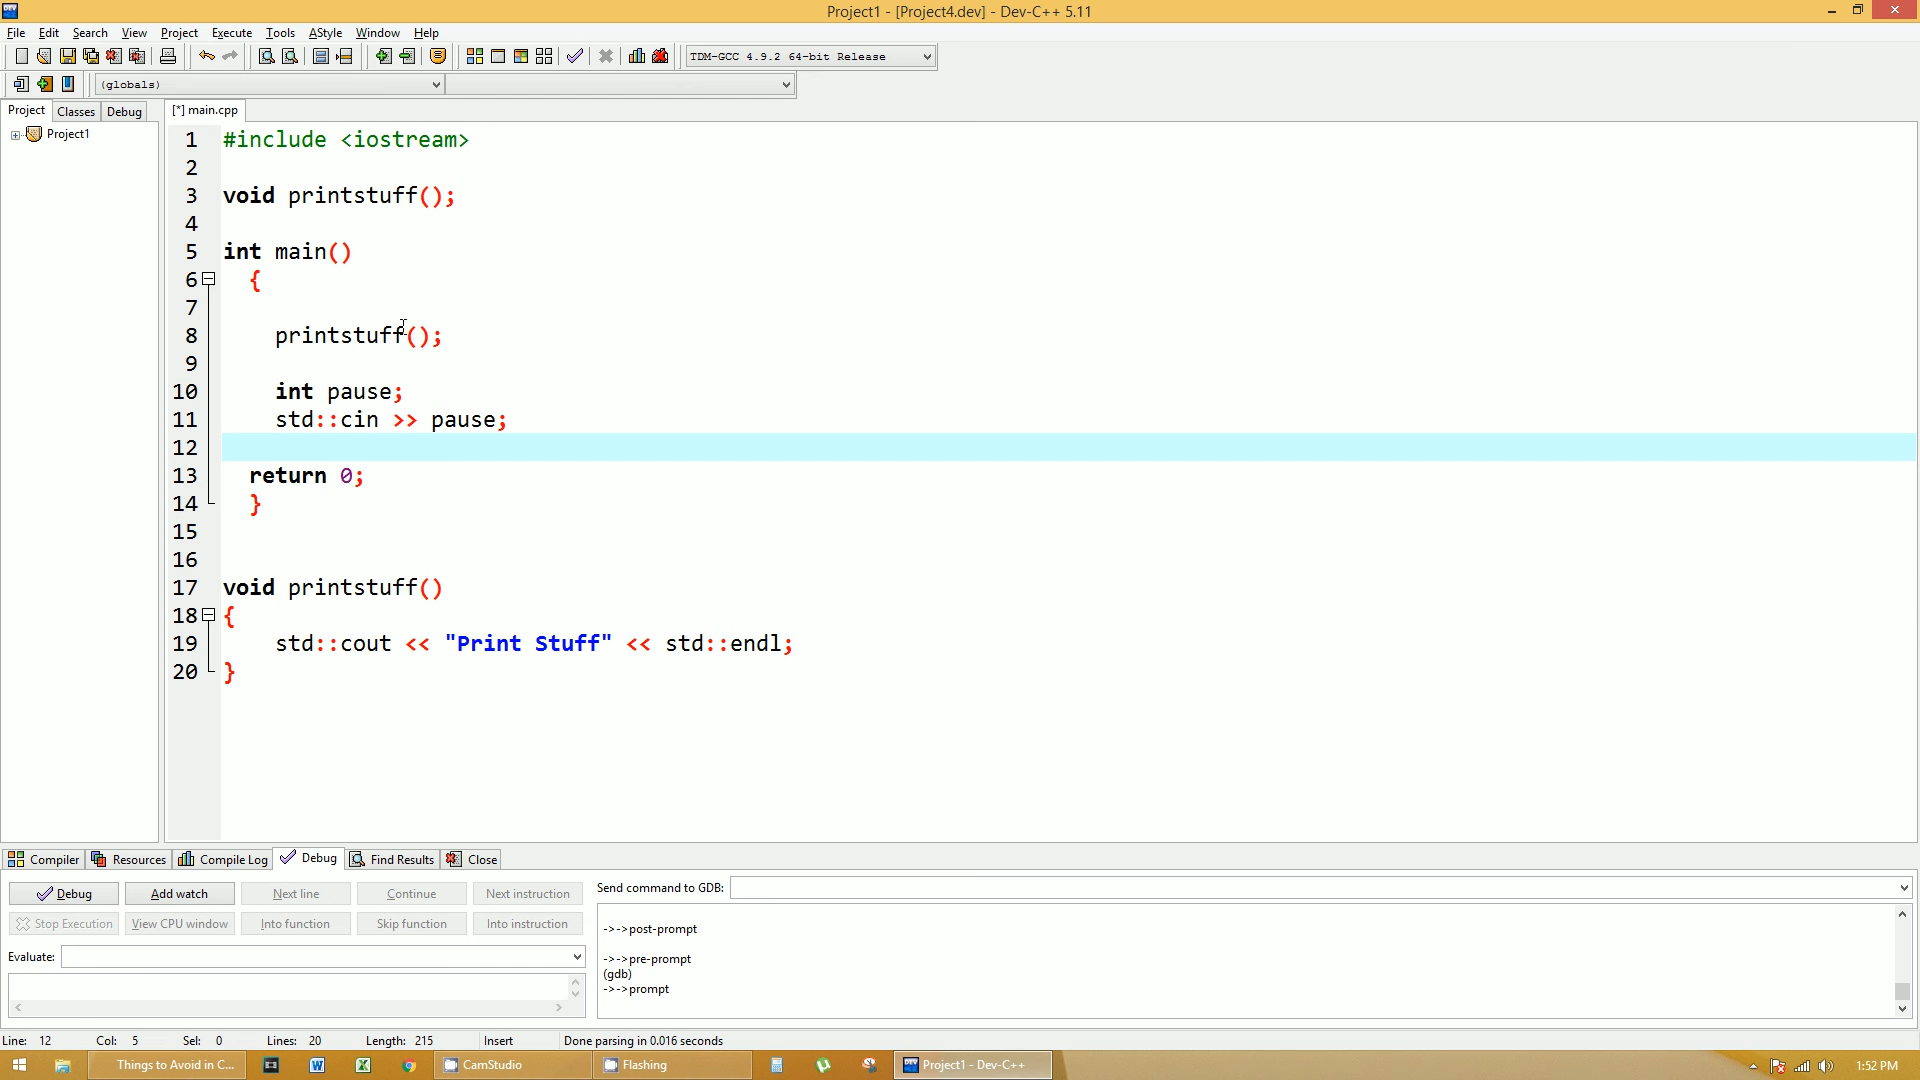 Project1 - [Project4.dev] - Dev-C++ 5.11
File Edit Search View Project Execute Tools AStyle Window Help
TDM-GCC 4.9.2 64-bit Release
(globals)
Project Classes Debug [*] main.cpp
Project1
1 #include <iostream>
2
3 void printstuff();
4
5 int main()
6 {
7
8 printstuff();
9
10 int pause;
11 std::cin >> pause;
12
13 return 0;
14 }
15
16
17 void printstuff()
18 {
19 std::cout << "Print Stuff" << std::endl;
20 }
Compiler Resources Compile Log Debug Find Results Close
Debug Add watch Next line Continue Next instruction
Stop Execution View CPU window Into function Skip function Into instruction
Evaluate:
Send command to GDB:
->->post-prompt
->->pre-prompt
(gdb)
->->prompt
Line: 12 Col: 5 Sel: 0 Lines: 20 Length: 215 Insert Done parsing in 0.016 seconds
Things to Avoid in C... CamStudio Flashing Project1 - Dev-C++ 1:52 PM